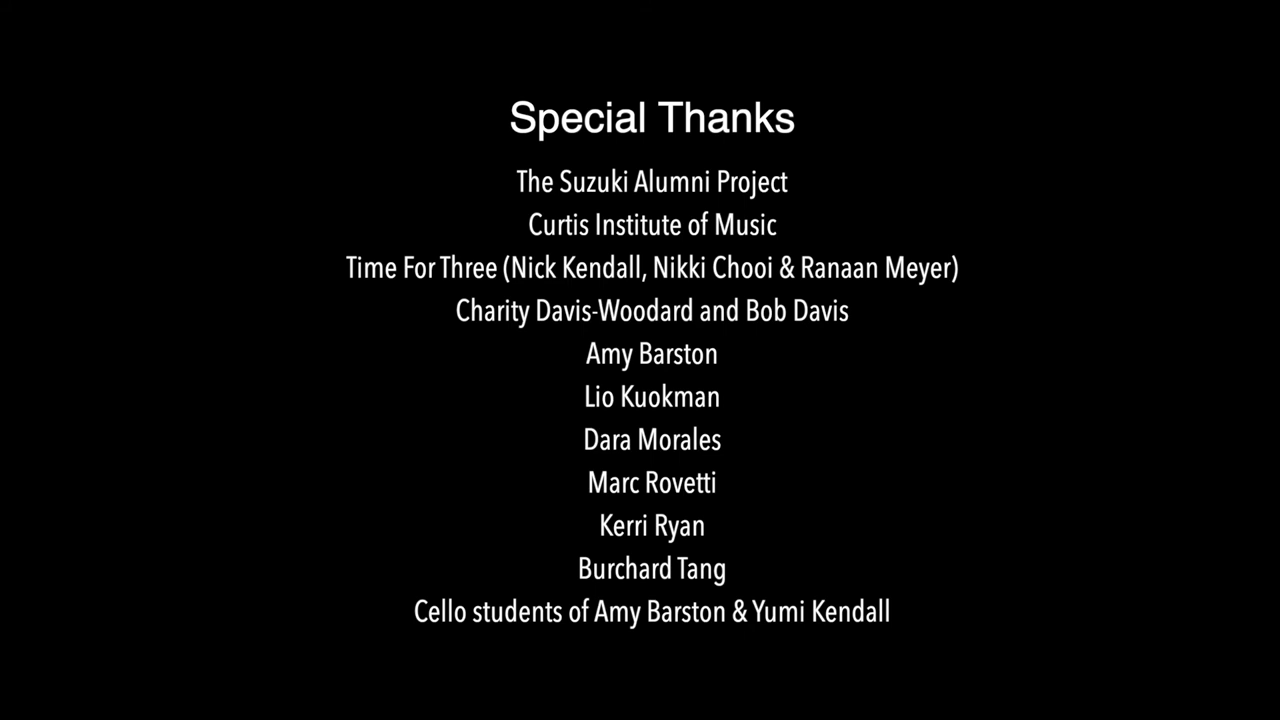 Special Thanks
The Suzuki Alumni Project
Curtis Institute of Music
Time For Three (Nick Kendall, Nikki Chooi & Ranaan Meyer)
Charity Davis-Woodard and Bob Davis
Amy Barston
Lio Kuokman
Dara Morales
Marc Rovetti
Kerri Ryan
Burchard Tang
Cello students of Amy Barston & Yumi Kendall